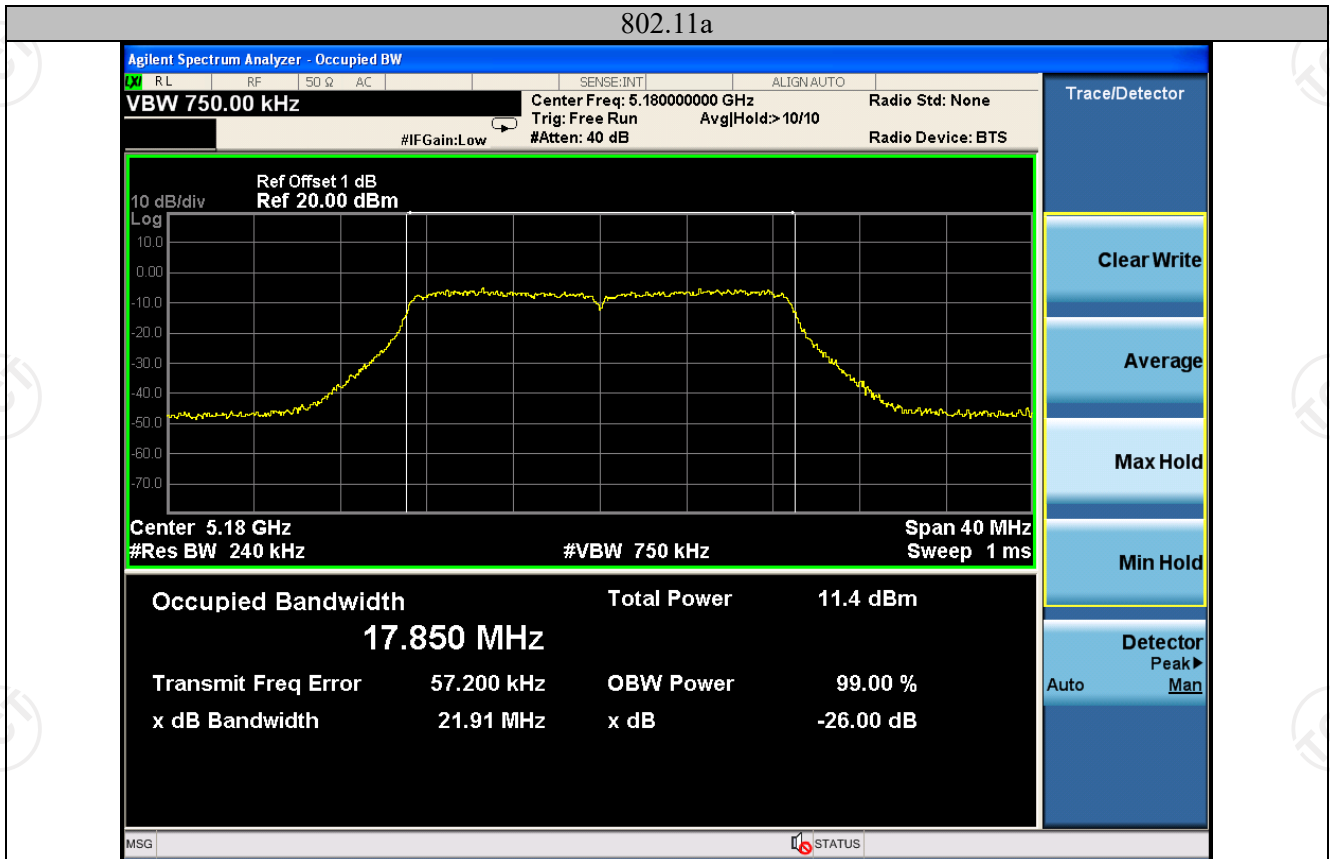 802.11a
Agilent Spectrum Analyzer - Occupied BW
LXI RL RF 50 Ω AC SENSE:INT ALIGN AUTO
VBW 750.00 kHz
Center Freq: 5.180000000 GHz Radio Std: None
Trig: Free Run Avg|Hold:>10/10
#IFGain:Low #Atten: 40 dB Radio Device: BTS
Trace/Detector
Ref Offset 1 dB
10 dB/div Ref 20.00 dBm
Log
10.0
0.00
-10.0
-20.0
-30.0
-40.0
-50.0
-60.0
-70.0
Center 5.18 GHz Span 40 MHz
#Res BW 240 kHz #VBW 750 kHz Sweep 1 ms
Occupied Bandwidth Total Power 11.4 dBm
17.850 MHz
Transmit Freq Error 57.200 kHz OBW Power 99.00 %
x dB Bandwidth 21.91 MHz x dB -26.00 dB
Clear Write
Average
Max Hold
Min Hold
Detector
Peak▶
Auto Man
MSG STATUS